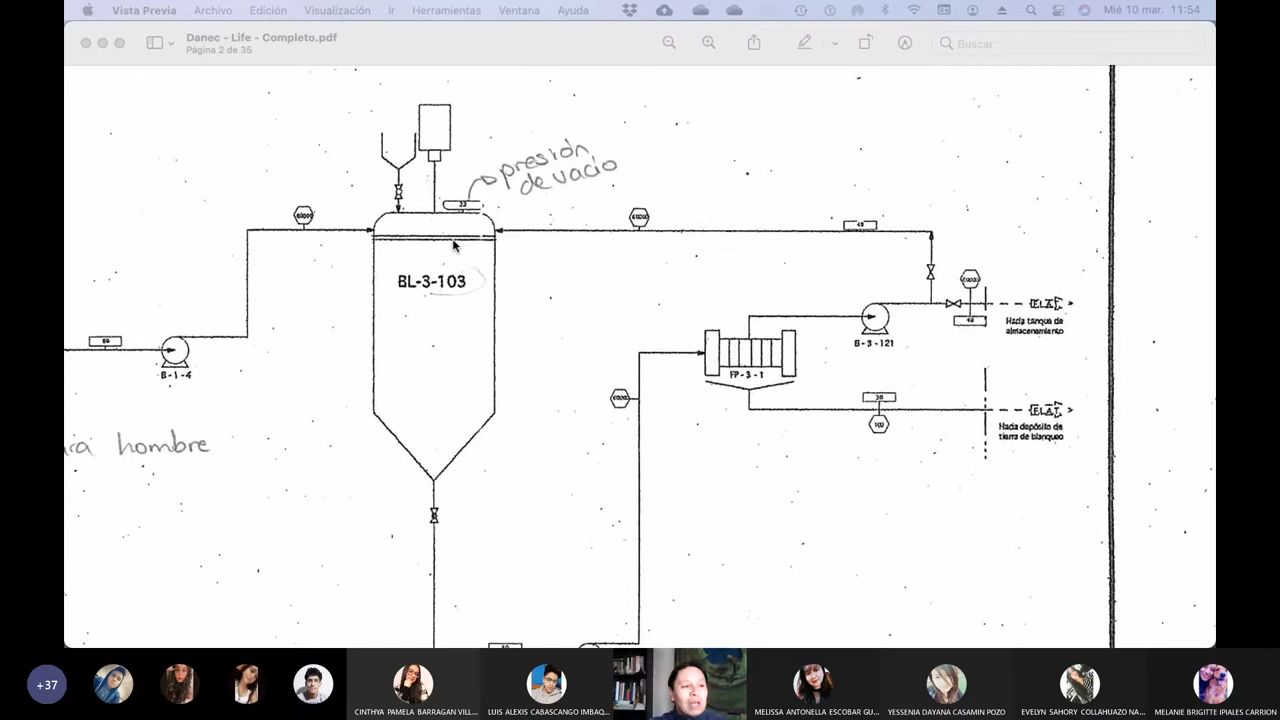 Vista Previa Archivo Edición Visualización Ir Herramientas Ventana Ayuda Mié 10 mar. 11:54
Danec - Life - Completo.pdf
Página 2 de 35
Buscar
presión
de vacío
BL-3-103
B-1-4
B-3-121
FP-3-1
Hacia tanque de
almacenamiento
Hacia depósito de
tierra de blanqueo
102
hombre
+37
CINTHYA PAMELA BARRAGAN VILL...
LUIS ALEXIS CABASCANGO IMBAQ...
MELISSA ANTONELLA ESCOBAR GU...
YESSENIA DAYANA CASAMIN POZO
EVELYN SAHORY COLLAHUAZO NA...
MELANIE BRIGITTE IPIALES CARRION